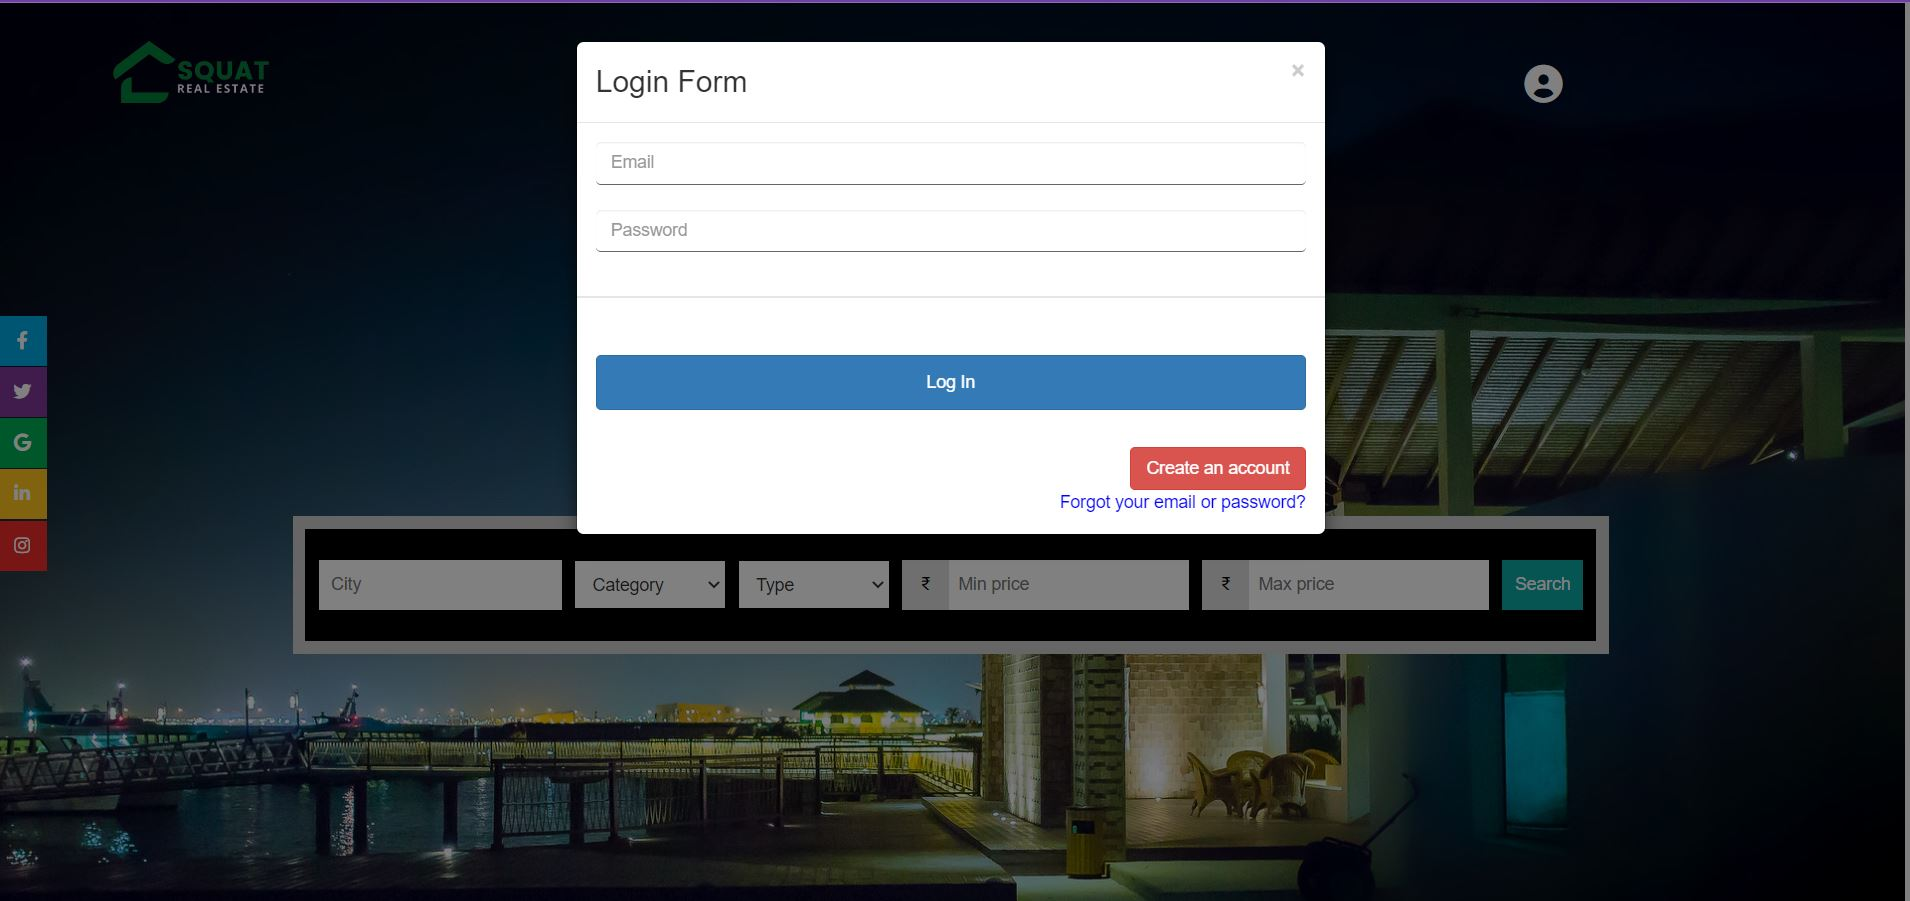 SQUAT
REAL ESTATE
Login Form
×
Email
Password
Log In
Create an account
Forgot your email or password?
City
Category
Type
₹
Min price
₹
Max price
Search